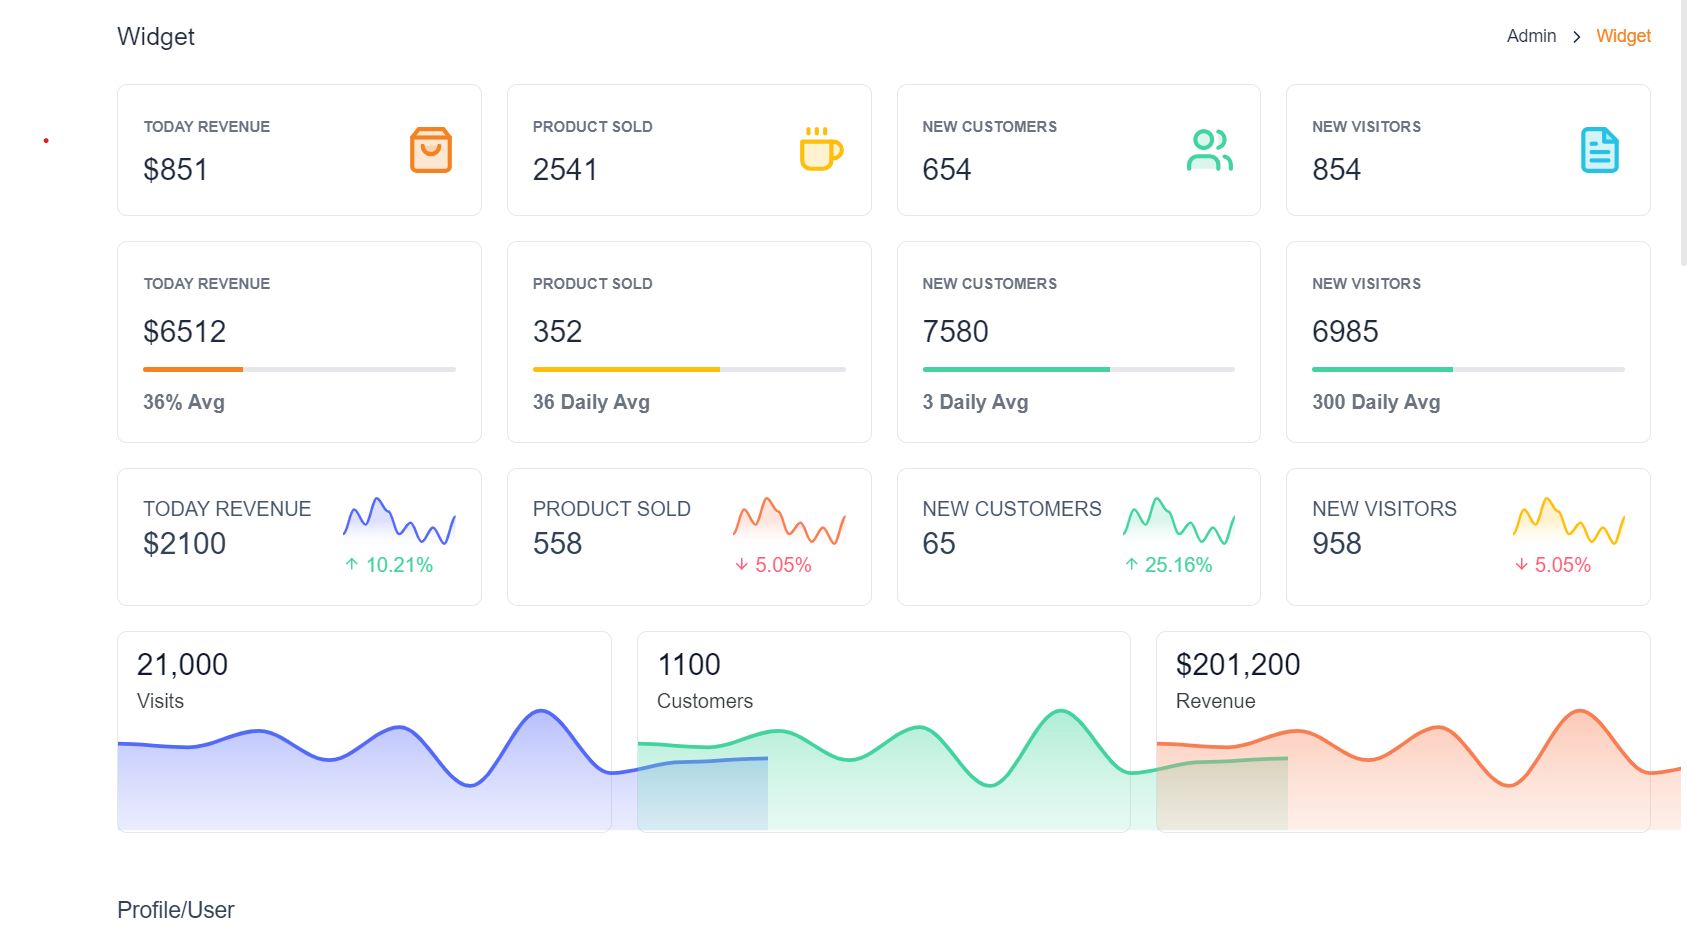 Widget
Admin > Widget
TODAY REVENUE
$851
PRODUCT SOLD
2541
NEW CUSTOMERS
654
NEW VISITORS
854
TODAY REVENUE
$6512
36% Avg
PRODUCT SOLD
352
36 Daily Avg
NEW CUSTOMERS
7580
3 Daily Avg
NEW VISITORS
6985
300 Daily Avg
TODAY REVENUE
$2100
↑ 10.21%
PRODUCT SOLD
558
↓ 5.05%
NEW CUSTOMERS
65
↑ 25.16%
NEW VISITORS
958
↓ 5.05%
21,000
Visits
1100
Customers
$201,200
Revenue
Profile/User